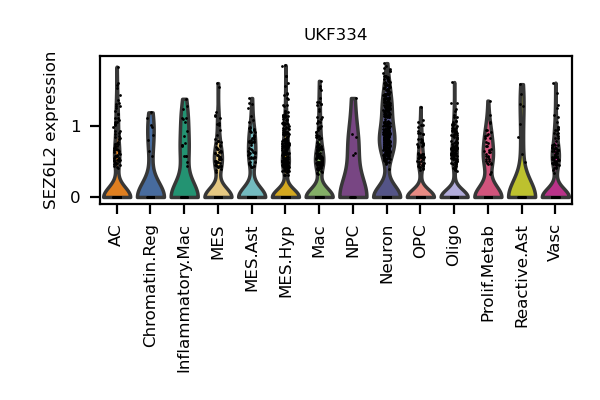 UKF334
SEZ6L2 expression
1
0
AC
Chromatin.Reg
Inflammatory.Mac
MES
MES.Ast
MES.Hyp
Mac
NPC
Neuron
OPC
Oligo
Prolif.Metab
Reactive.Ast
Vasc